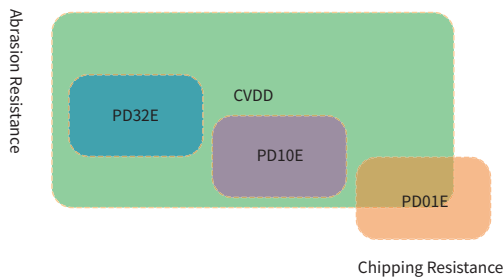 Abrasion Resistance
CVDD
PD32E
PD10E
PD01E
Chipping Resistance